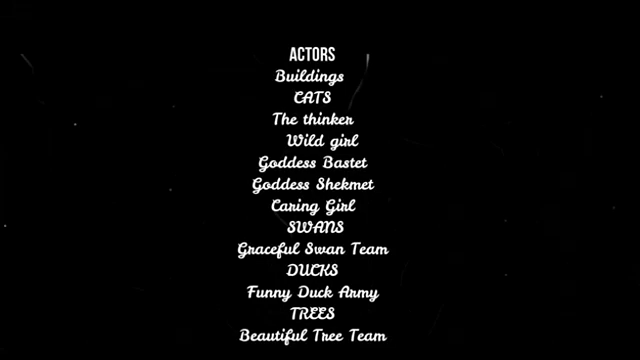 ACTORS
Buildings
CATS
The thinker
Wild girl
Goddess Bastet
Goddess Shekmet
Caring Girl
SWANS
Graceful Swan Team
DUCKS
Funny Duck Army
TREES
Beautiful Tree Team